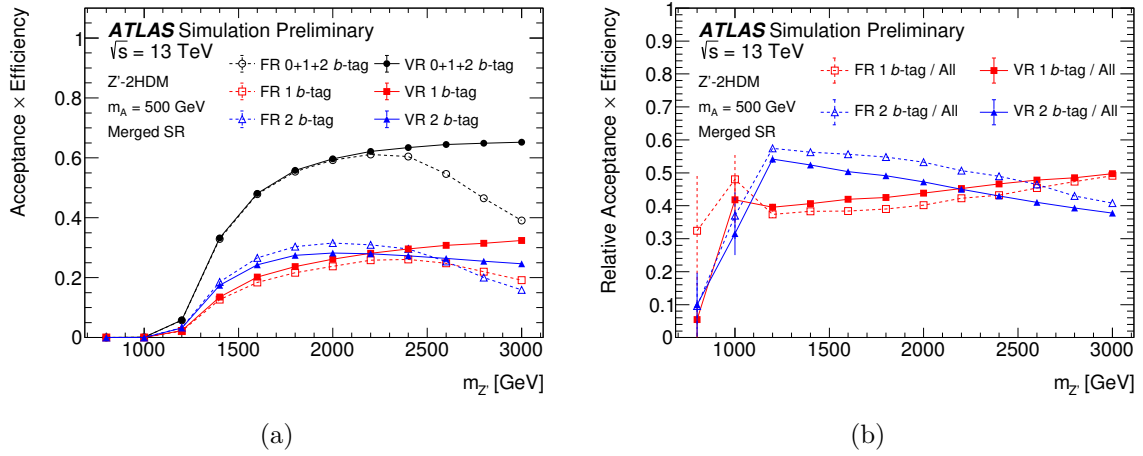 ATLAS Simulation Preliminary
√s = 13 TeV
Z'-2HDM
m_A = 500 GeV
Merged SR
FR 0+1+2 b-tag
VR 0+1+2 b-tag
FR 1 b-tag
VR 1 b-tag
FR 2 b-tag
VR 2 b-tag
Acceptance × Efficiency
1
0.8
0.6
0.4
0.2
0
1000
1500
2000
2500
3000
m_Z' [GeV]
(a)
ATLAS Simulation Preliminary
√s = 13 TeV
Z'-2HDM
m_A = 500 GeV
Merged SR
FR 1 b-tag / All
VR 1 b-tag / All
FR 2 b-tag / All
VR 2 b-tag / All
Relative Acceptance × Efficiency
1
0.9
0.8
0.7
0.6
0.5
0.4
0.3
0.2
0.1
0
1000
1500
2000
2500
3000
m_Z' [GeV]
(b)